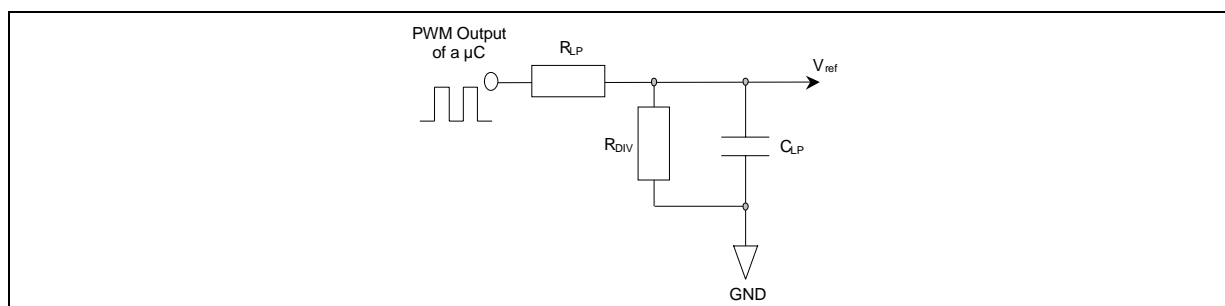 PWM Output
of a µC
RLP
Vref
RDIV
CLP
GND